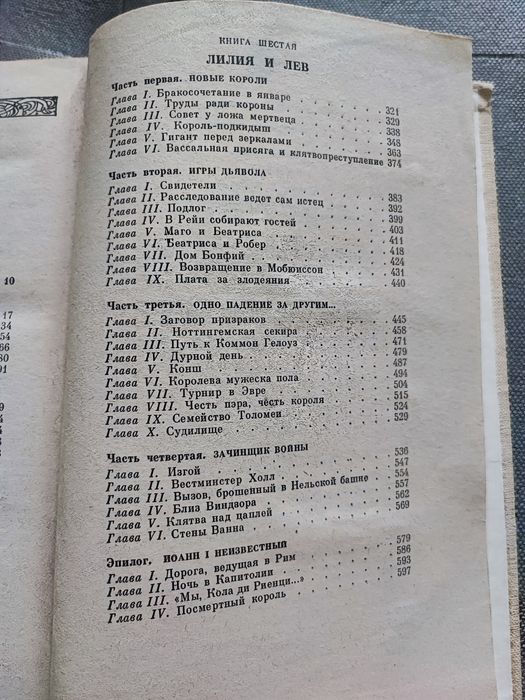 10
17
34
54
66
80
91
КНИГА ШЕСТАЯ
ЛИЛИЯ И ЛЕВ
Часть первая. НОВЫЕ КОРОЛИ
Глава I. Бракосочетание в январе 321
Глава II. Труды ради короны 329
Глава III. Совет у ложа мертвеца 338
Глава IV. Король-подкидыш 348
Глава V. Гигант перед зеркалами 363
Глава VI. Вассальная присяга и клятвопреступление 374
Часть вторая. ИГРЫ ДЬЯВОЛА
Глава I. Свидетели 383
Глава II. Расследование ведет сам истец 392
Глава III. Подлог 399
Глава IV. В Рейи собирают гостей 403
Глава V. Маго и Беатриса 411
Глава VI. Беатриса и Робер 418
Глава VII. Дом Бонфий 424
Глава VIII. Возвращение в Мобюиссон 431
Глава IX. Плата за злодеяния 440
Часть третья. ОДНО ПАДЕНИЕ ЗА ДРУГИМ...
Глава I. Заговор призраков 445
Глава II. Ноттингемская секира 458
Глава III. Путь к Коммон Гелоуз 471
Глава IV. Дурной день 479
Глава V. Конш 487
Глава VI. Королева мужеска пола 494
Глава VII. Турнир в Эвре 504
Глава VIII. Честь пэра, честь короля 515
Глава IX. Семейство Толомеи 524
Глава X. Судилище 529
Часть четвертая. ЗАЧИНЩИК ВОЙНЫ
Глава I. Изгой 536
Глава II. Вестминстер Холл 547
Глава III. Вызов, брошенный в Нельской башне 554
Глава IV. Близ Виндзора 557
Глава V. Клятва над цаплей 562
Глава VI. Стены Ванна 569
Эпилог. ИОАНН I НЕИЗВЕСТНЫЙ
Глава I. Дорога, ведущая в Рим 579
Глава II. Ночь в Капитолии 586
Глава III. «Мы, Кола ди Риенци...» 593
Глава IV. Посмертный король 597